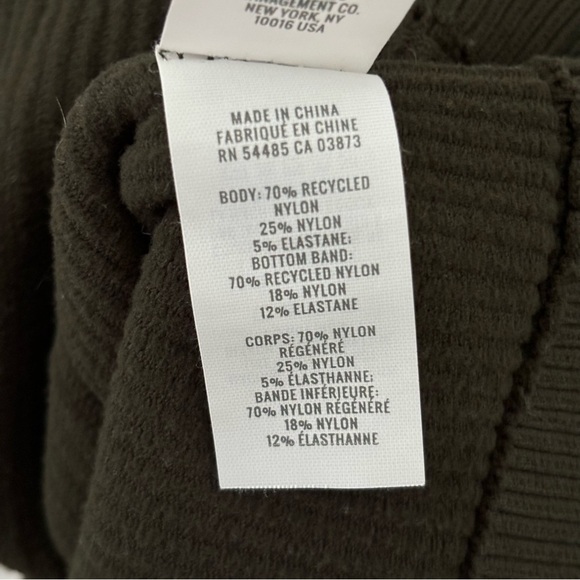 MANAGEMENT CO.
NEW YORK, NY
10016 USA
MADE IN CHINA
FABRIQUÉ EN CHINE
RN 54485 CA 03873
BODY: 70% RECYCLED
NYLON
25% NYLON
5% ELASTANE;
BOTTOM BAND:
70% RECYCLED NYLON
18% NYLON
12% ELASTANE
CORPS: 70% NYLON
RÉGÉNÉRÉ
25% NYLON
5% ÉLASTHANNE;
BANDE INFÉRIEURE:
70% NYLON RÉGÉNÉRÉ
18% NYLON
12% ÉLASTHANNE